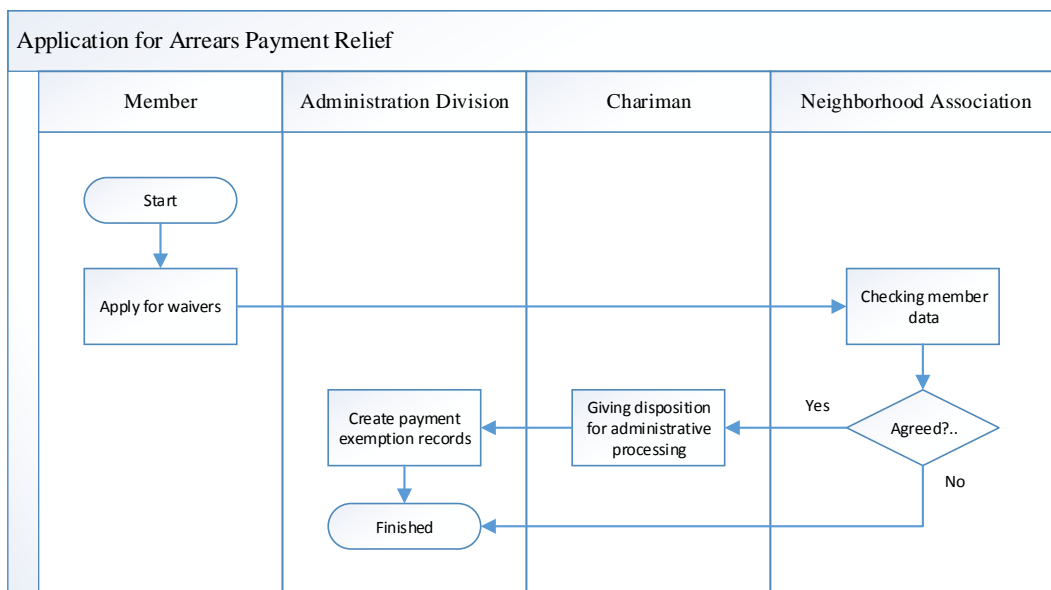 Application for Arrears Payment Relief
Member
Administration Division
Chariman
Neighborhood Association
Start
Apply for waivers
Checking member
data
Create payment
exemption records
Giving disposition
for administrative
processing
Yes
Agreed?..
No
Finished